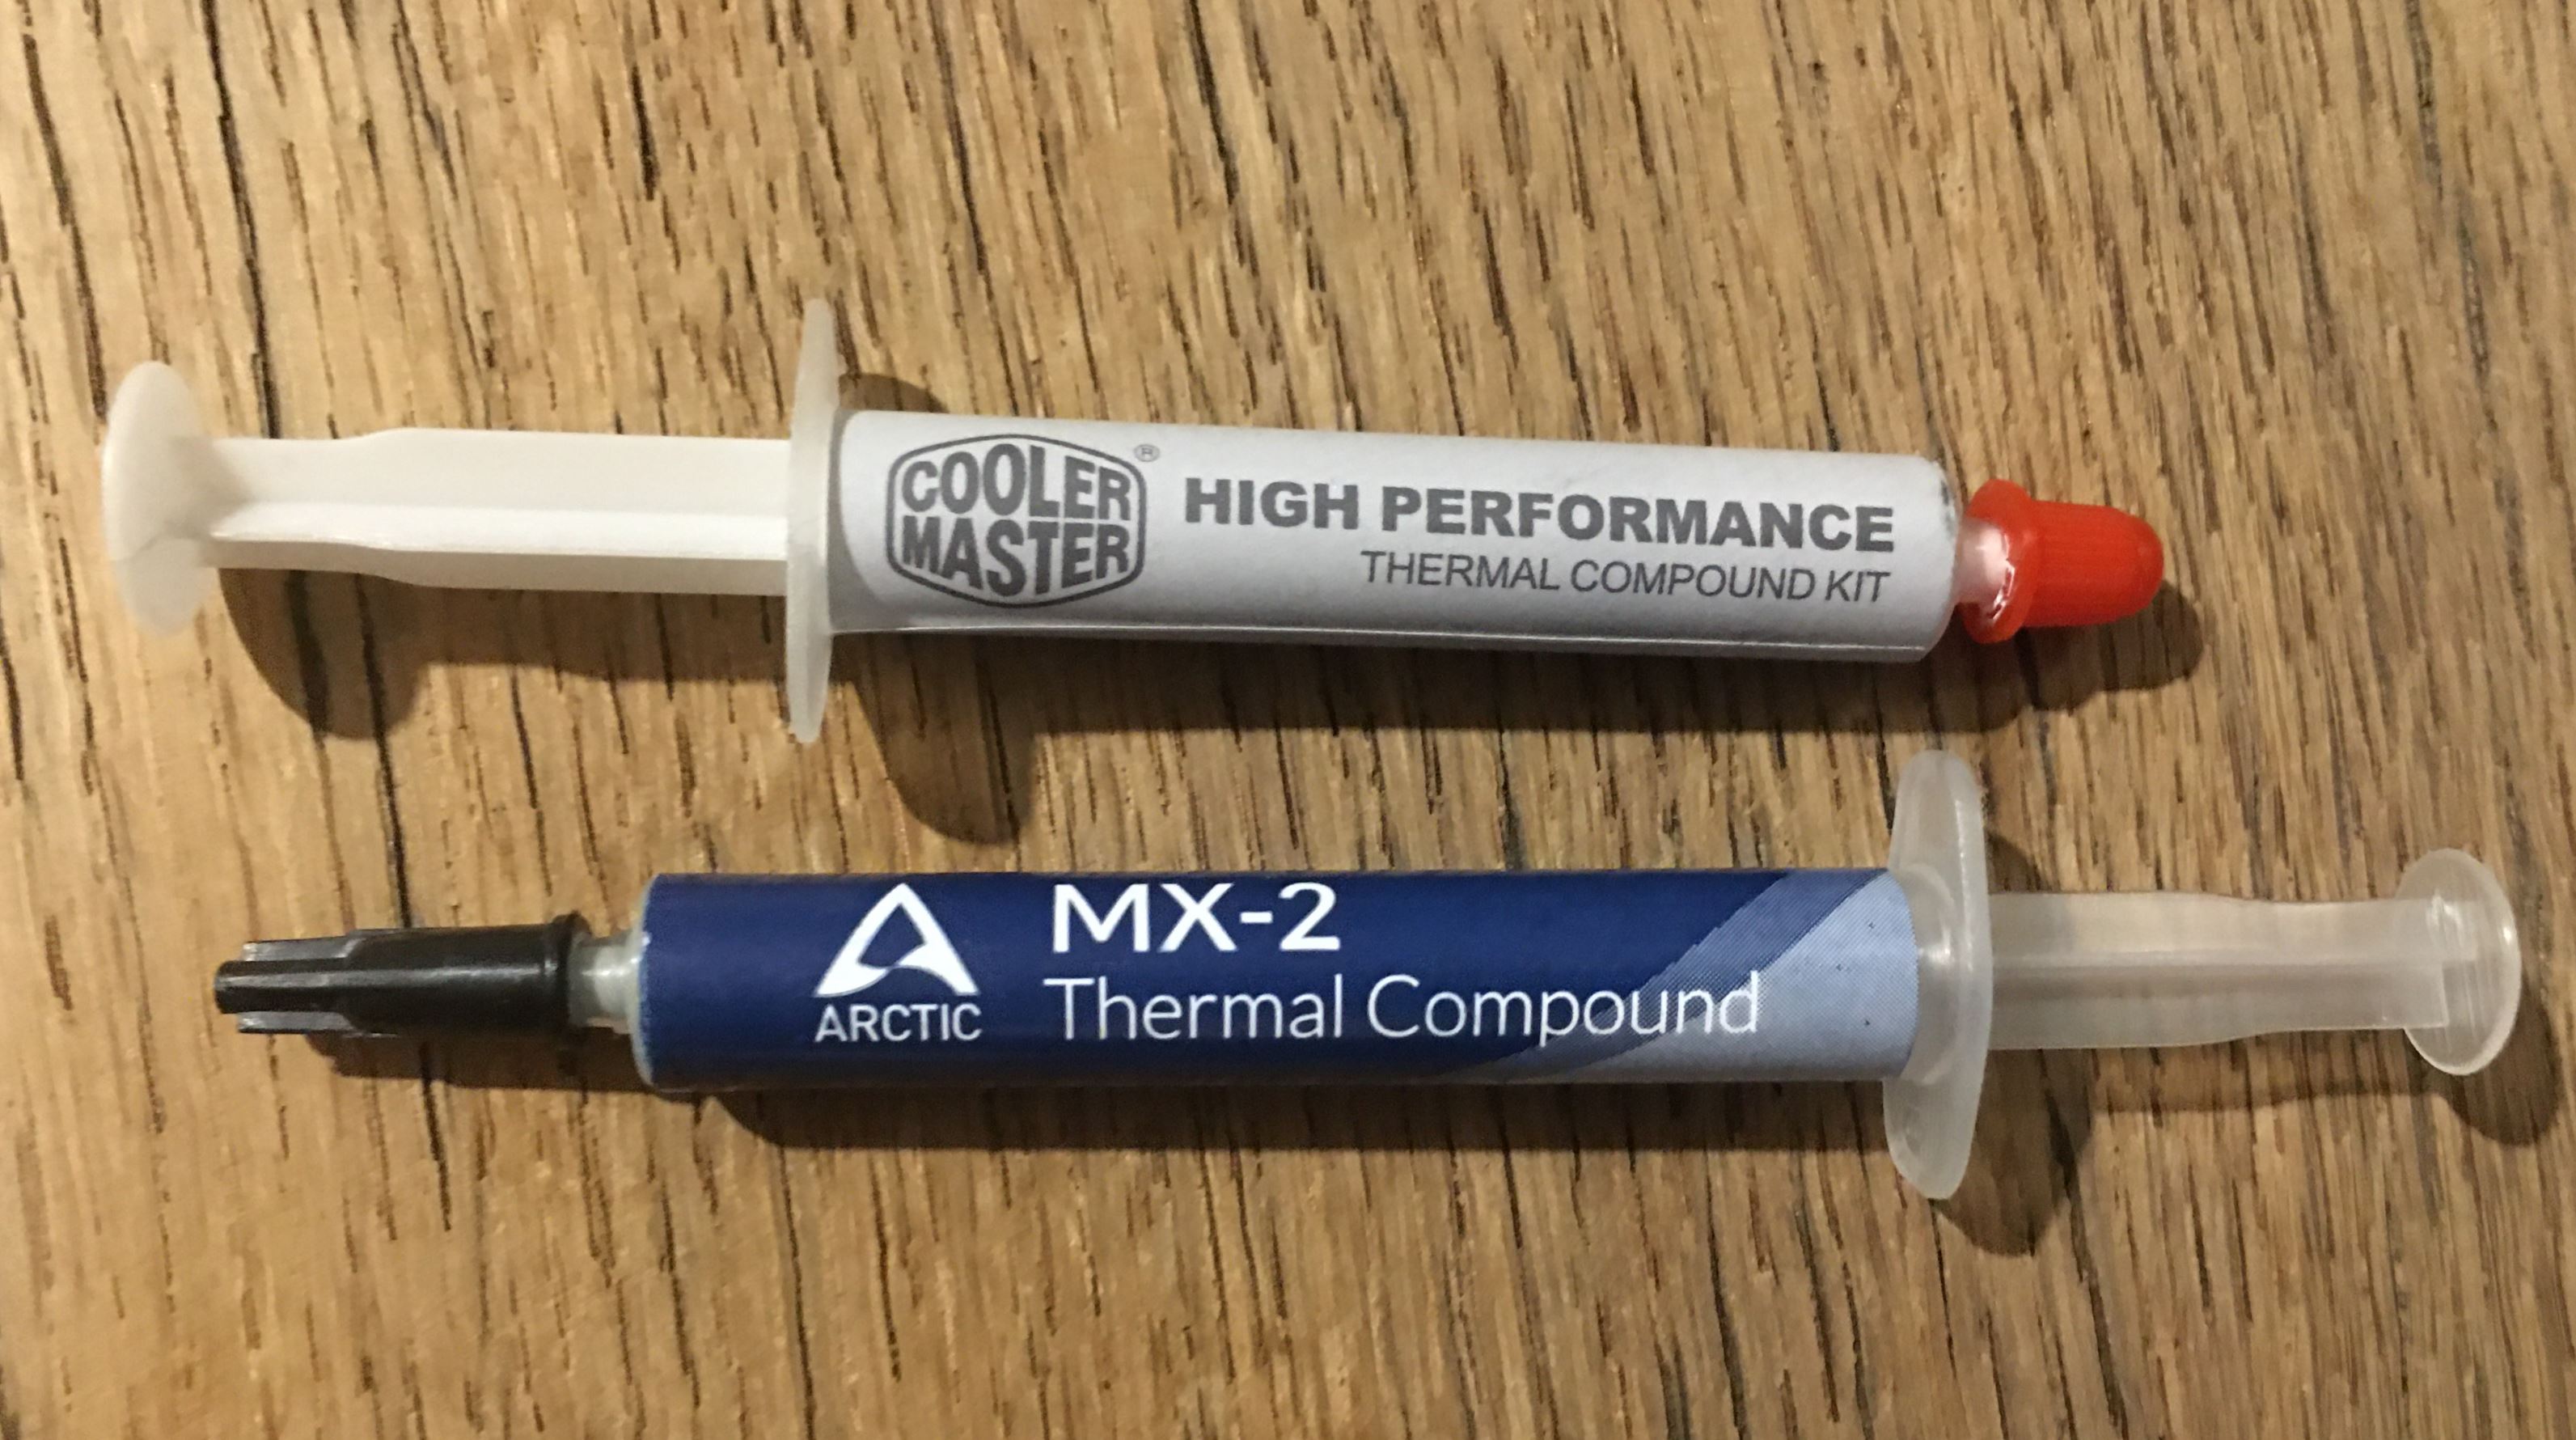 COOLER
MASTER
®
HIGH PERFORMANCE
THERMAL COMPOUND KIT
ARCTIC
MX-2
Thermal Compound